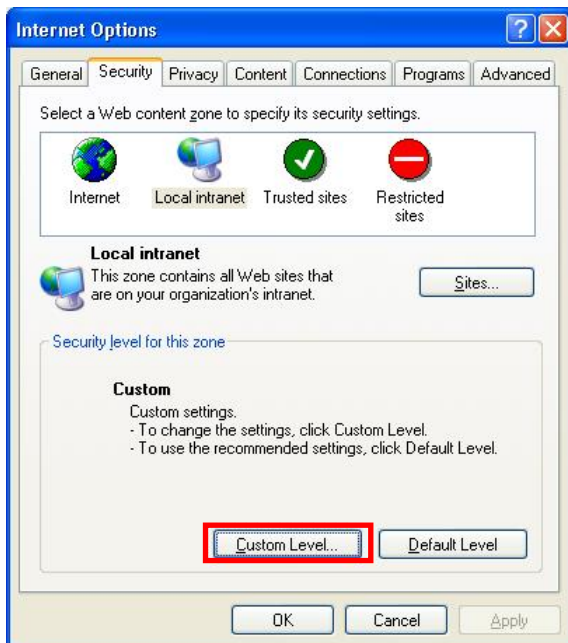 Internet Options
General Security Privacy Content Connections Programs Advanced
Select a Web content zone to specify its security settings.
Internet Local intranet Trusted sites Restricted sites
Local intranet
This zone contains all Web sites that
are on your organization's intranet.
Sites...
Security level for this zone
Custom
Custom settings.
- To change the settings, click Custom Level.
- To use the recommended settings, click Default Level.
Custom Level... Default Level
OK Cancel Apply